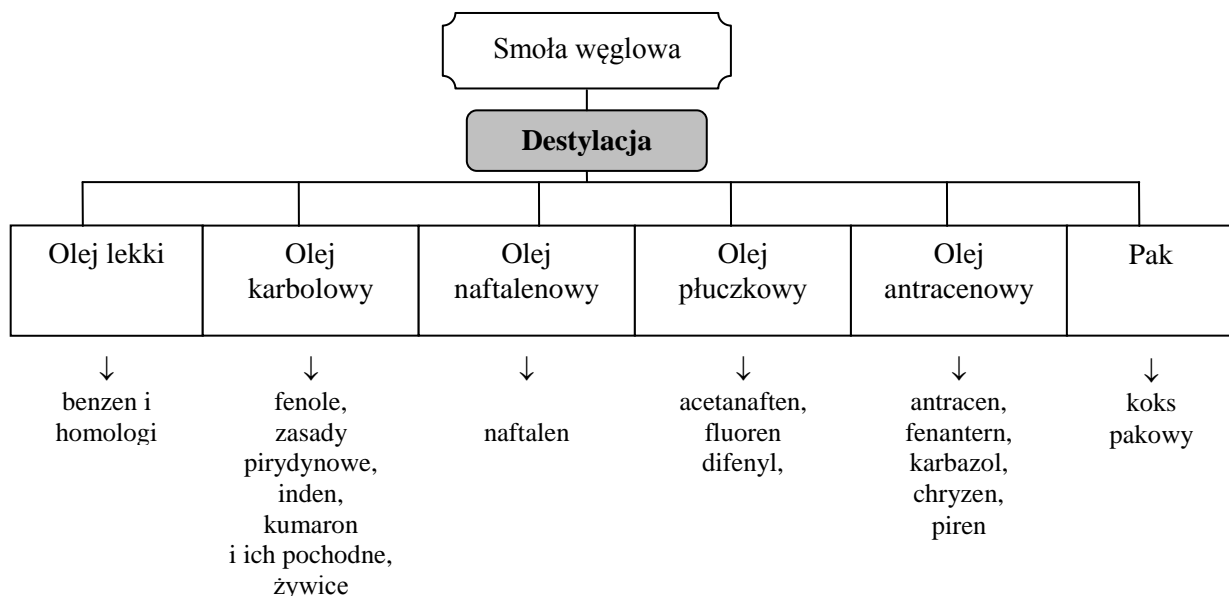 Smoła węglowa
Destylacja
Olej lekki
Olej
karbolowy
Olej
naftalenowy
Olej
płuczkowy
Olej
antracenowy
Pak
↓
benzen i
homologi
↓
fenole,
zasady
pirydynowe,
inden,
kumaron
i ich pochodne,
żywice
↓
naftalen
↓
acetanaften,
fluoren
difenyl,
↓
antracen,
fenantern,
karbazol,
chryzen,
piren
↓
koks
pakowy